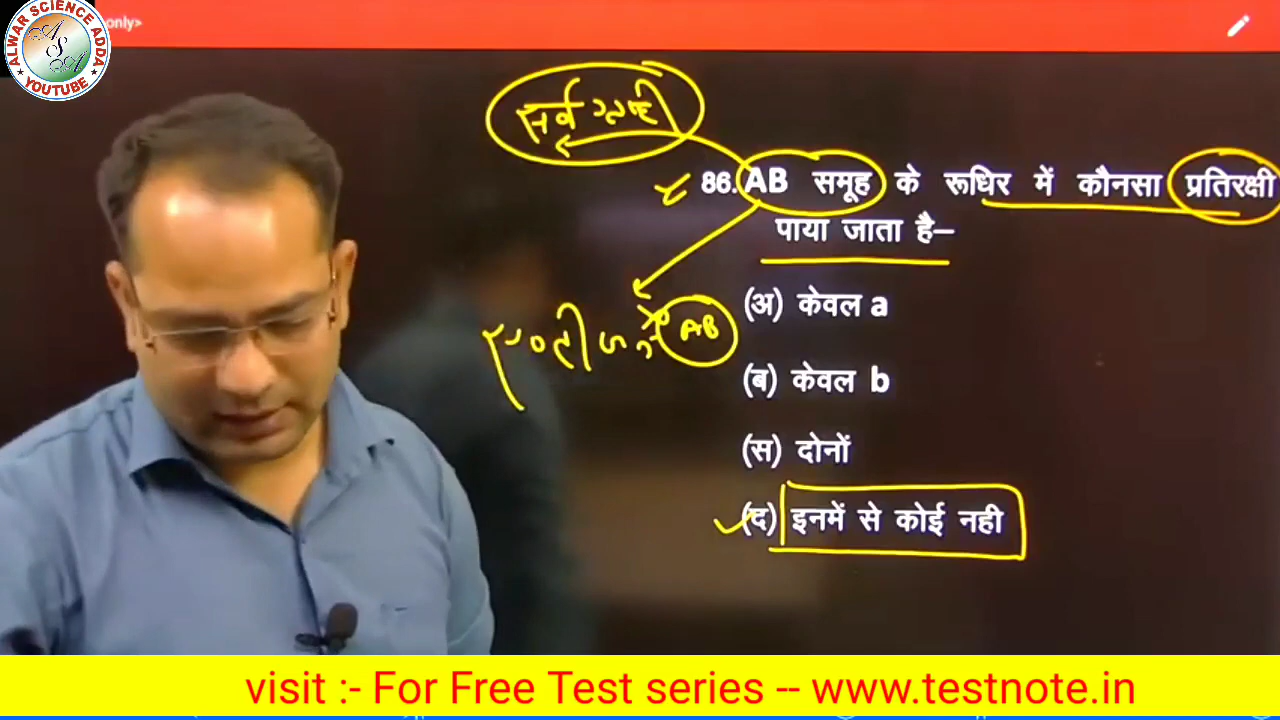 only>
ALWAR SCIENCE ADDA
ASA
YOUTUBE
सर्व
86. AB समूह के रूधिर में कौनसा प्रतिरक्षी
पाया जाता है–
(अ) केवल a
AB
(ब) केवल b
(स) दोनों
(द) इनमें से कोई नही
visit :- For Free Test series -- www.testnote.in